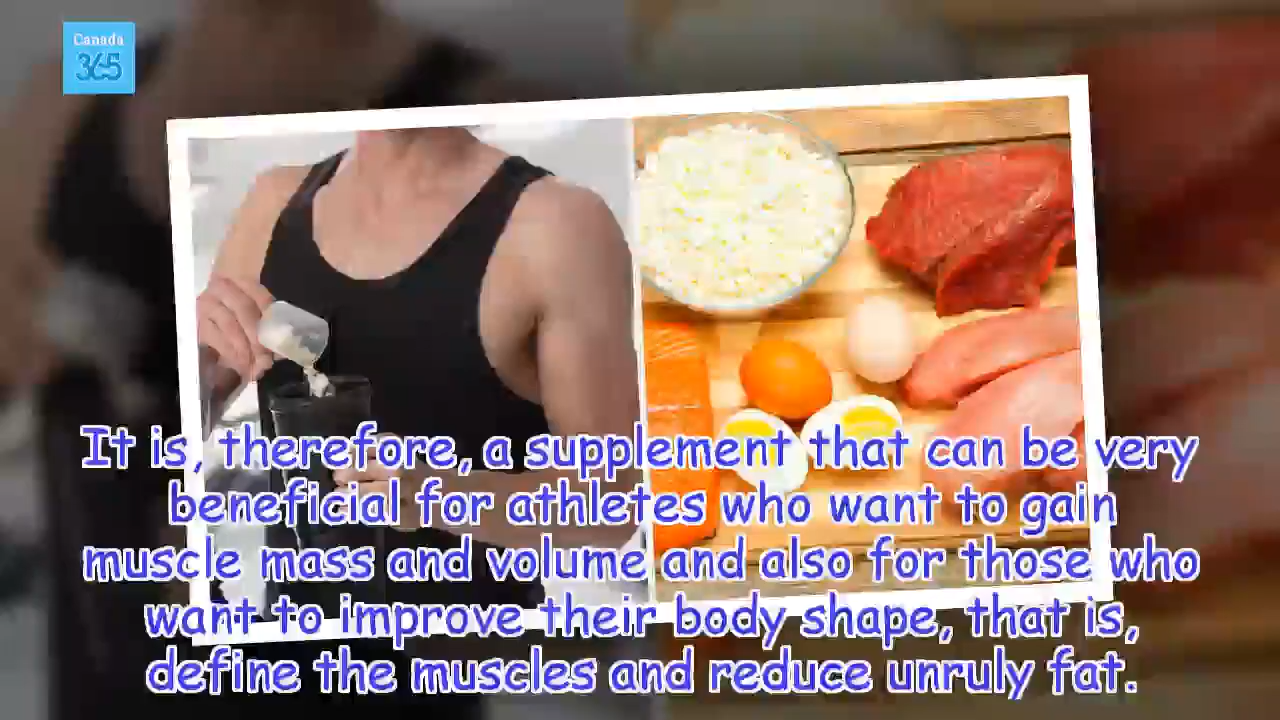 Canada
365
It is, therefore, a supplement that can be very
beneficial for athletes who want to gain
muscle mass and volume and also for those who
want to improve their body shape, that is,
define the muscles and reduce unruly fat.